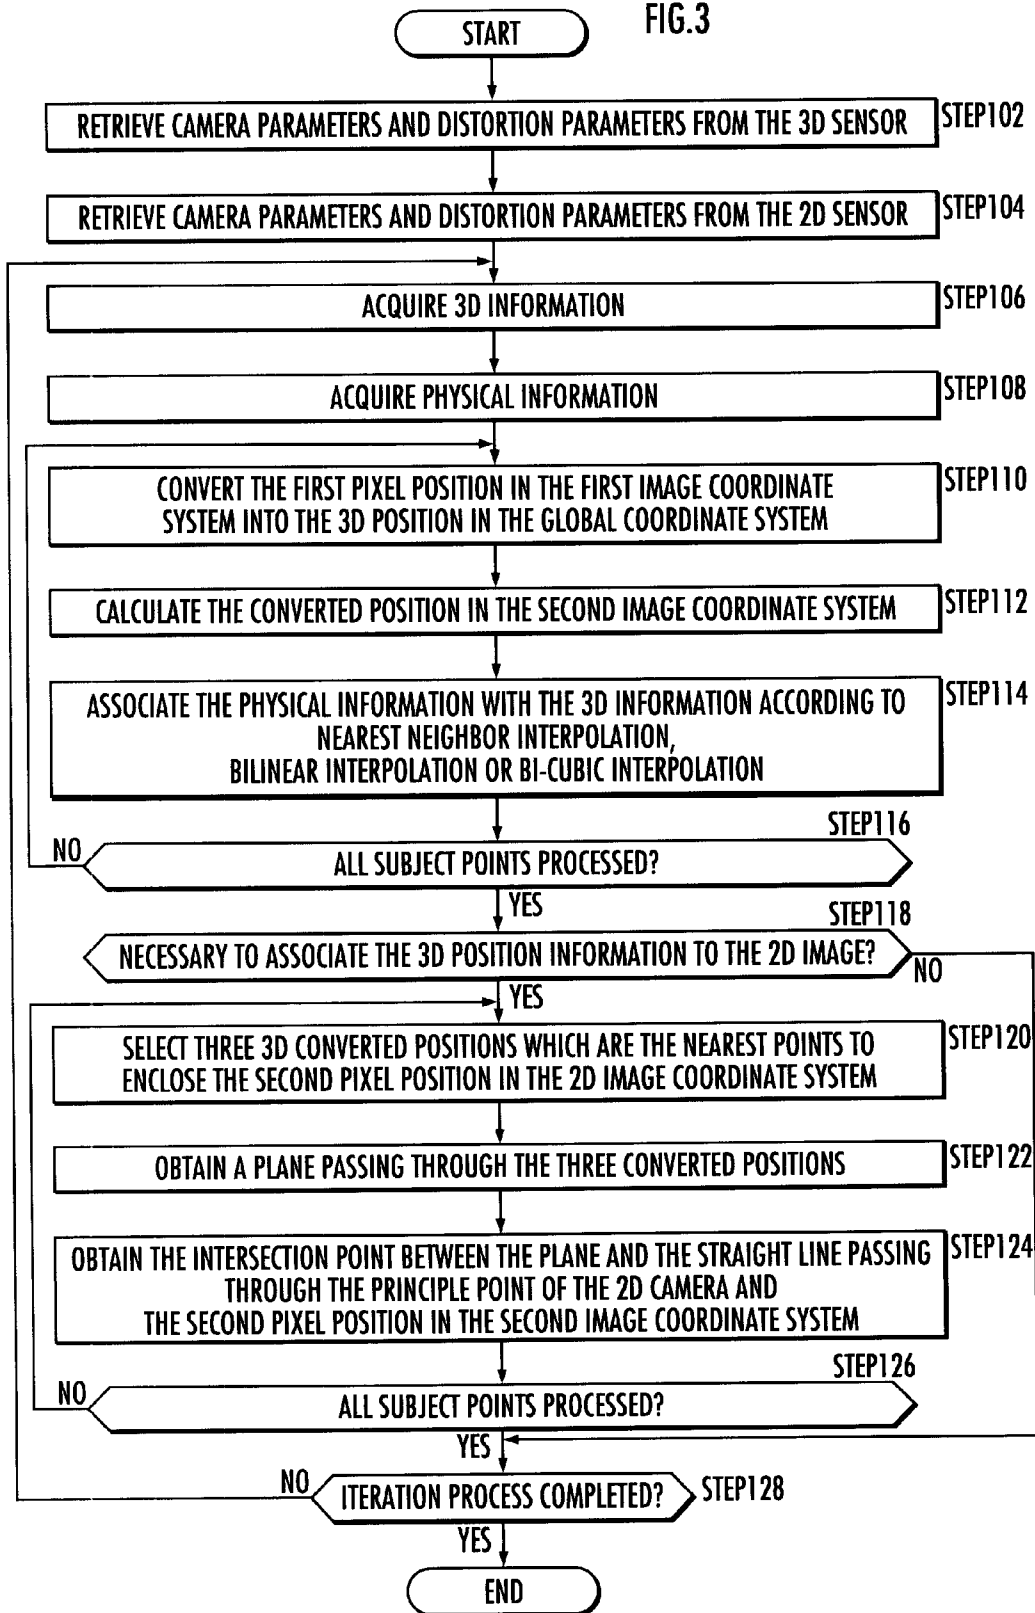 FIG.3
START
RETRIEVE CAMERA PARAMETERS AND DISTORTION PARAMETERS FROM THE 3D SENSOR
STEP102
RETRIEVE CAMERA PARAMETERS AND DISTORTION PARAMETERS FROM THE 2D SENSOR
STEP104
ACQUIRE 3D INFORMATION
STEP106
ACQUIRE PHYSICAL INFORMATION
STEP108
CONVERT THE FIRST PIXEL POSITION IN THE FIRST IMAGE COORDINATE
SYSTEM INTO THE 3D POSITION IN THE GLOBAL COORDINATE SYSTEM
STEP110
CALCULATE THE CONVERTED POSITION IN THE SECOND IMAGE COORDINATE SYSTEM
STEP112
ASSOCIATE THE PHYSICAL INFORMATION WITH THE 3D INFORMATION ACCORDING TO
NEAREST NEIGHBOR INTERPOLATION,
BILINEAR INTERPOLATION OR BI-CUBIC INTERPOLATION
STEP114
STEP116
NO
ALL SUBJECT POINTS PROCESSED?
YES
STEP118
NECESSARY TO ASSOCIATE THE 3D POSITION INFORMATION TO THE 2D IMAGE?
NO
YES
SELECT THREE 3D CONVERTED POSITIONS WHICH ARE THE NEAREST POINTS TO
ENCLOSE THE SECOND PIXEL POSITION IN THE 2D IMAGE COORDINATE SYSTEM
STEP120
OBTAIN A PLANE PASSING THROUGH THE THREE CONVERTED POSITIONS
STEP122
OBTAIN THE INTERSECTION POINT BETWEEN THE PLANE AND THE STRAIGHT LINE PASSING
THROUGH THE PRINCIPLE POINT OF THE 2D CAMERA AND
THE SECOND PIXEL POSITION IN THE SECOND IMAGE COORDINATE SYSTEM
STEP124
STEP126
NO
ALL SUBJECT POINTS PROCESSED?
YES
NO
ITERATION PROCESS COMPLETED?
STEP128
YES
END